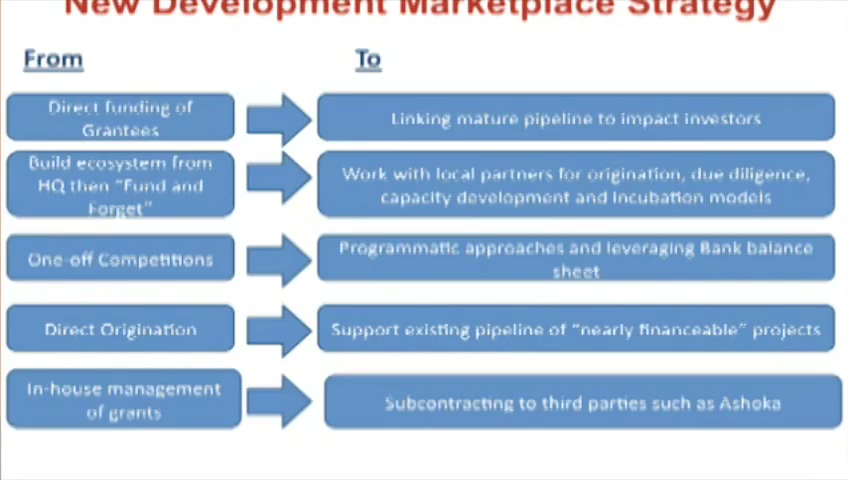 New Development Marketplace Strategy
From
To
Direct funding of
Grantees
Linking mature pipeline to impact investors
Build ecosystem from
HQ then "Fund and
Forget"
Work with local partners for origination, due diligence,
capacity development and incubation models
One-off Competitions
Programmatic approaches and leveraging Bank balance
sheet
Direct Origination
Support existing pipeline of "nearly financeable" projects
In-house management
of grants
Subcontracting to third parties such as Ashoka